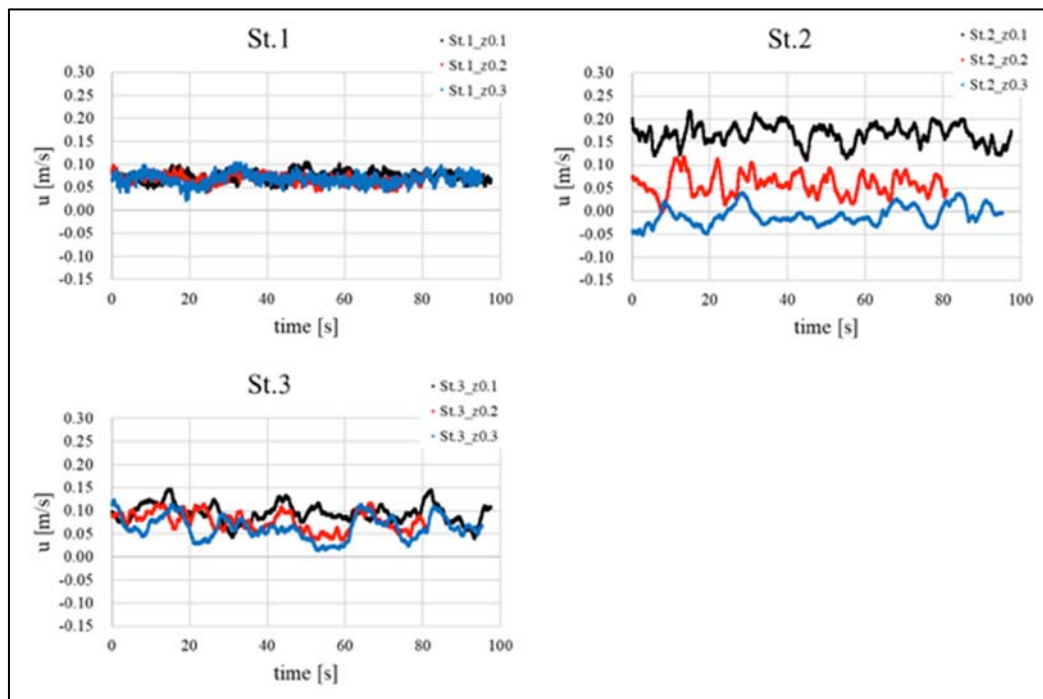 St.1
St.1_z0.1
St.1_z0.2
St.1_z0.3
0.30
0.25
0.20
0.15
0.10
0.05
0.00
-0.05
-0.10
-0.15
u [m/s]
0 20 40 60 80 100
time [s]
St.2
St.2_z0.1
St.2_z0.2
St.2_z0.3
0.30
0.25
0.20
0.15
0.10
0.05
0.00
-0.05
-0.10
-0.15
u [m/s]
0 20 40 60 80 100
time [s]
St.3
St.3_z0.1
St.3_z0.2
St.3_z0.3
0.30
0.25
0.20
0.15
0.10
0.05
0.00
-0.05
-0.10
-0.15
u [m/s]
0 20 40 60 80 100
time [s]